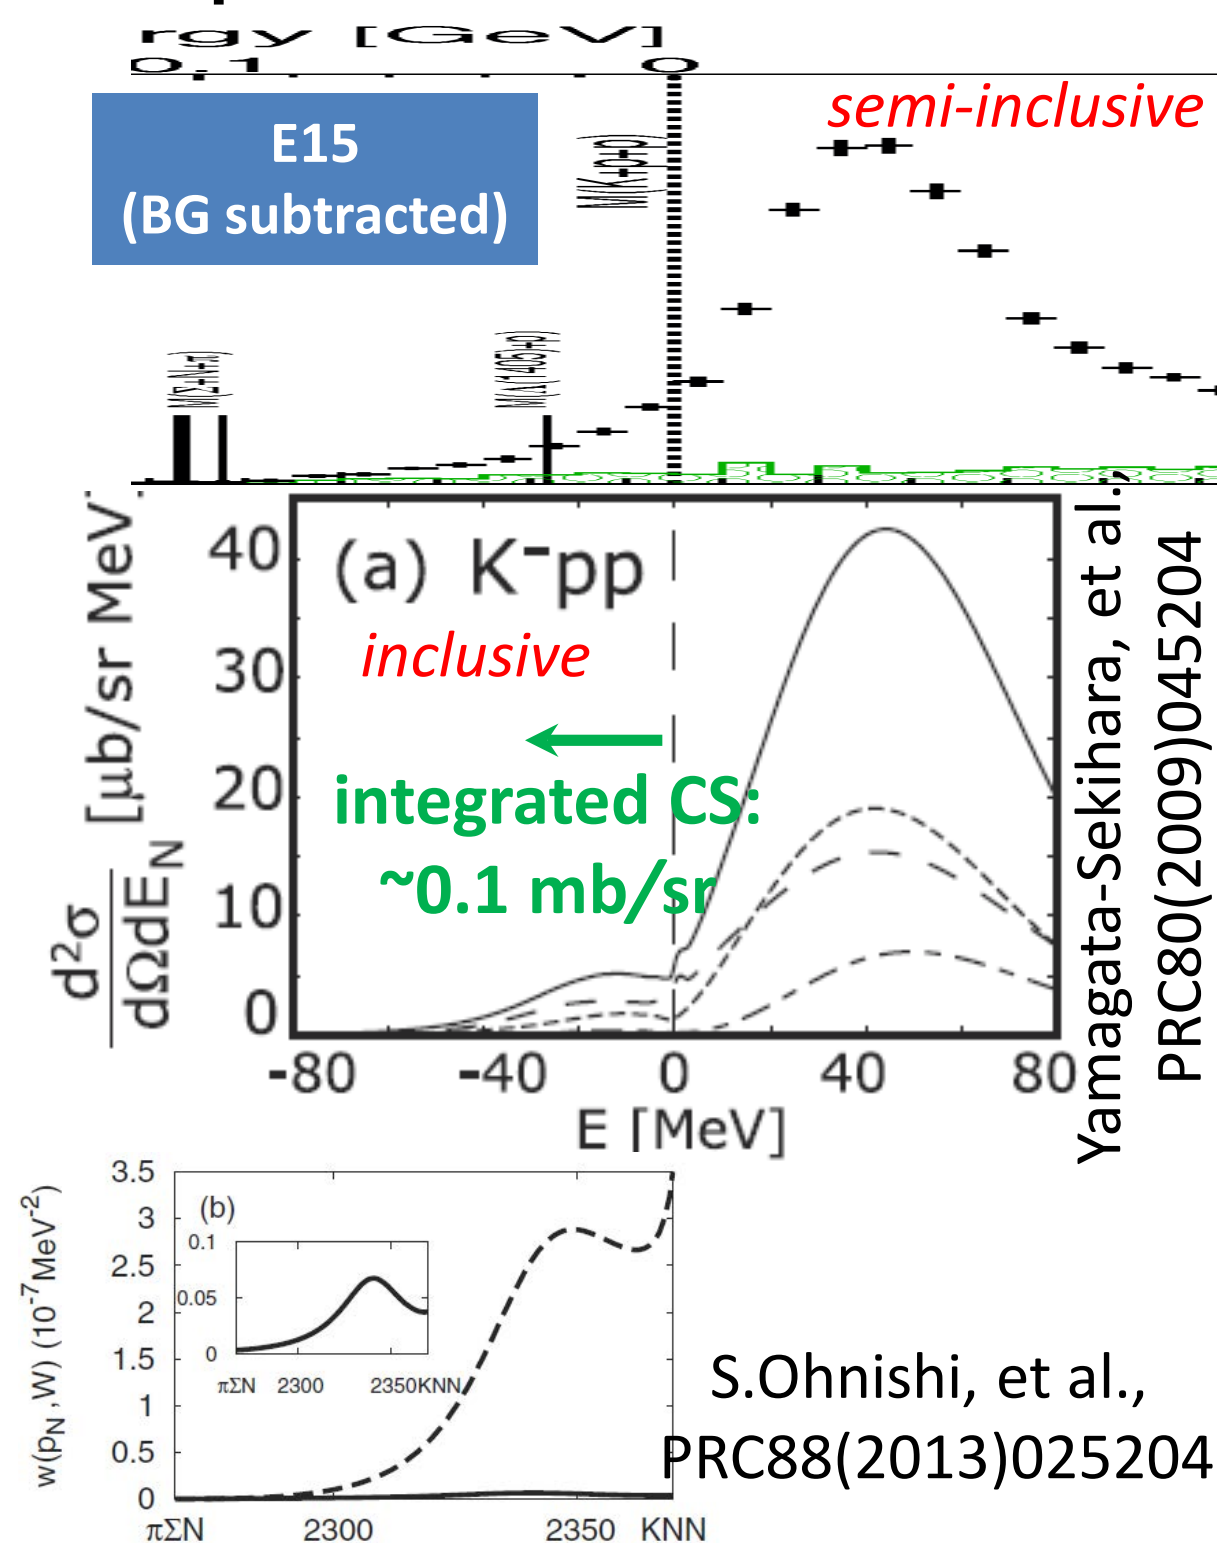 rgy [GeV]
0.1 0
semi-inclusive
E15
(BG subtracted)
M(K+p+p)
d²σ
dΩdE_N
[μb/sr MeV]
40
30
20
10
0
(a) K⁻pp
inclusive
integrated CS:
~0.1 mb/sr
-80 -40 0 40 80
E [MeV]
Yamagata-Sekihara, et al.,
PRC80(2009)045204
w(p_N,W) (10⁻⁷MeV⁻²)
3.5
3
2.5
2
1.5
1
0.5
0
(b)
0.1
0.05
0
πΣN 2300 2350KNN
πΣN 2300 2350 KNN
S.Ohnishi, et al.,
PRC88(2013)025204